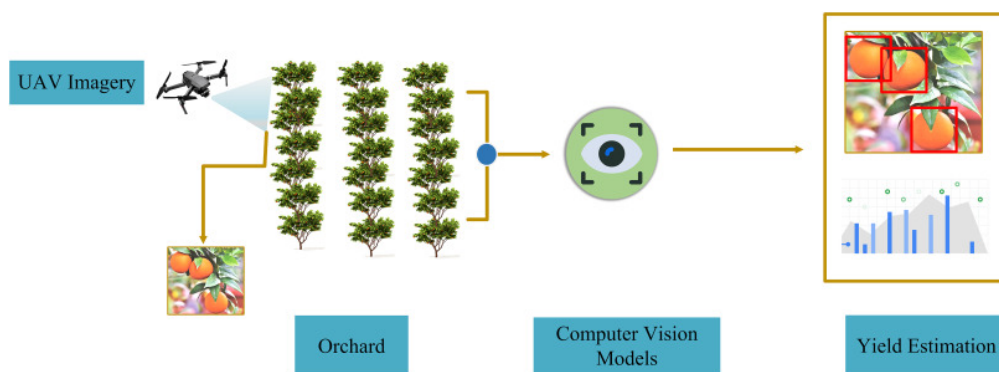 UAV Imagery
Orchard
Computer Vision
Models
Yield Estimation